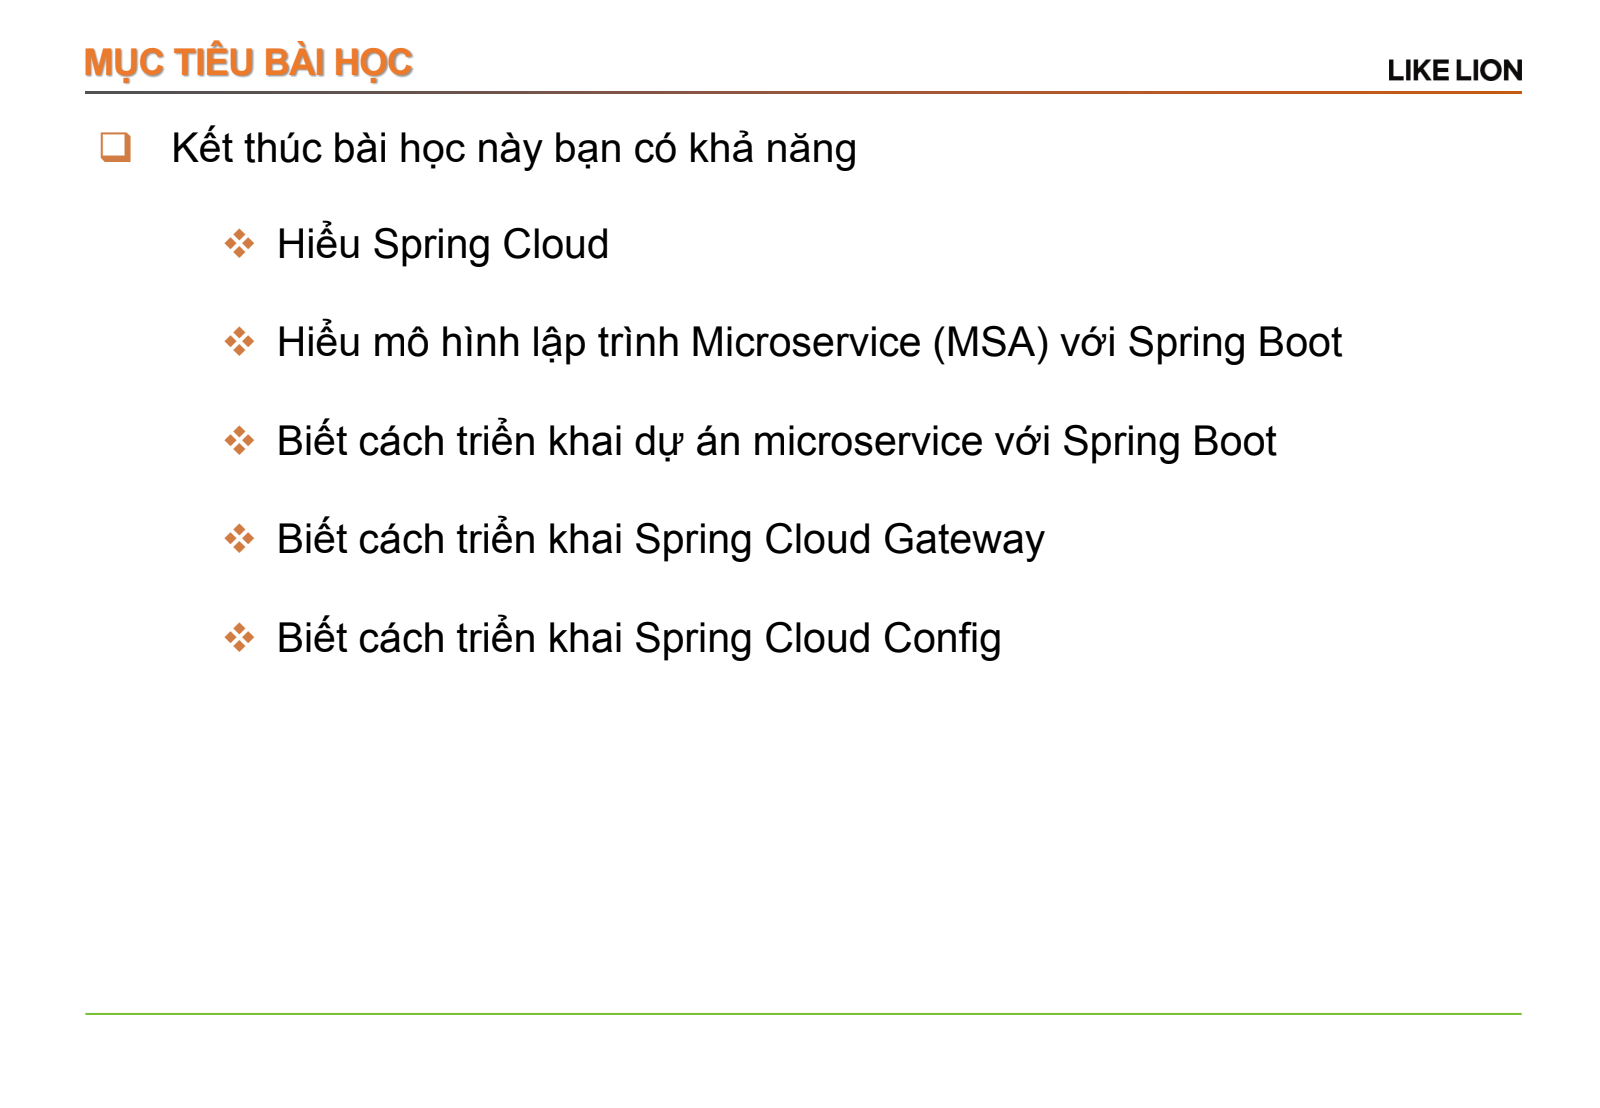 MỤC TIÊU BÀI HỌC
LIKE LION
Kết thúc bài học này bạn có khả năng
Hiểu Spring Cloud
Hiểu mô hình lập trình Microservice (MSA) với Spring Boot
Biết cách triển khai dự án microservice với Spring Boot
Biết cách triển khai Spring Cloud Gateway
Biết cách triển khai Spring Cloud Config